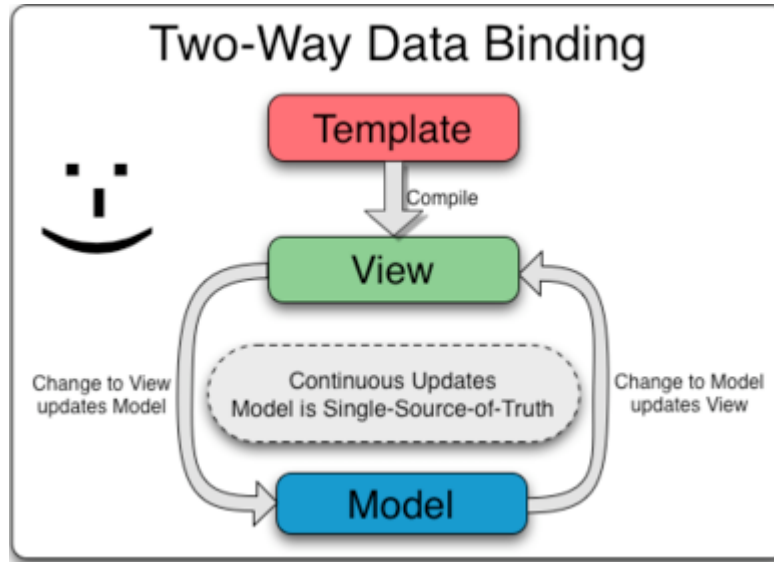 Two-Way Data Binding
Template
Compile
View
Change to View
updates Model
Continuous Updates
Model is Single-Source-of-Truth
Change to Model
updates View
Model